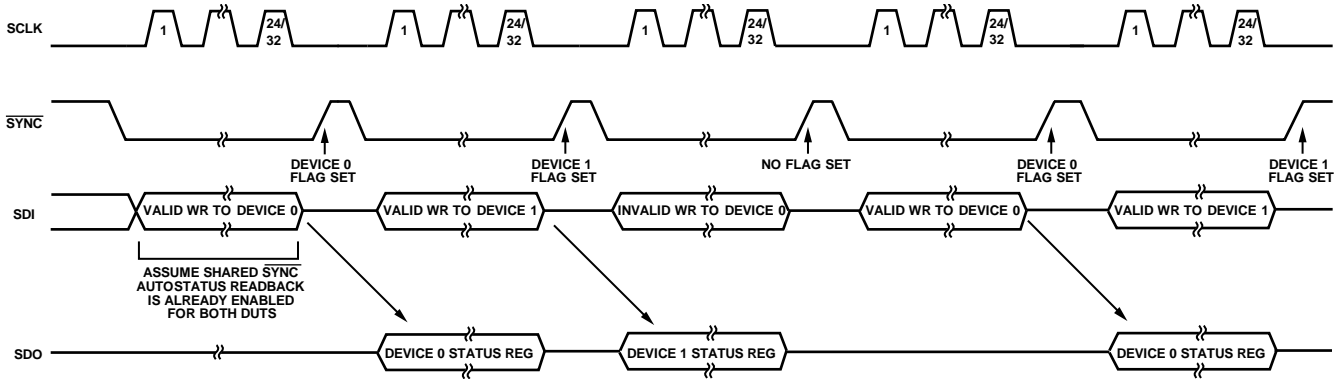 SCLK
1
24/
32
1
24/
32
1
24/
32
1
24/
32
1
24/
32
SYNC
DEVICE 0
FLAG SET
DEVICE 1
FLAG SET
NO FLAG SET
DEVICE 0
FLAG SET
DEVICE 1
FLAG SET
SDI
VALID WR TO DEVICE 0
VALID WR TO DEVICE 1
INVALID WR TO DEVICE 0
VALID WR TO DEVICE 0
VALID WR TO DEVICE 1
ASSUME SHARED SYNC
AUTOSTATUS READBACK
IS ALREADY ENABLED
FOR BOTH DUTS
SDO
DEVICE 0 STATUS REG
DEVICE 1 STATUS REG
DEVICE 0 STATUS REG